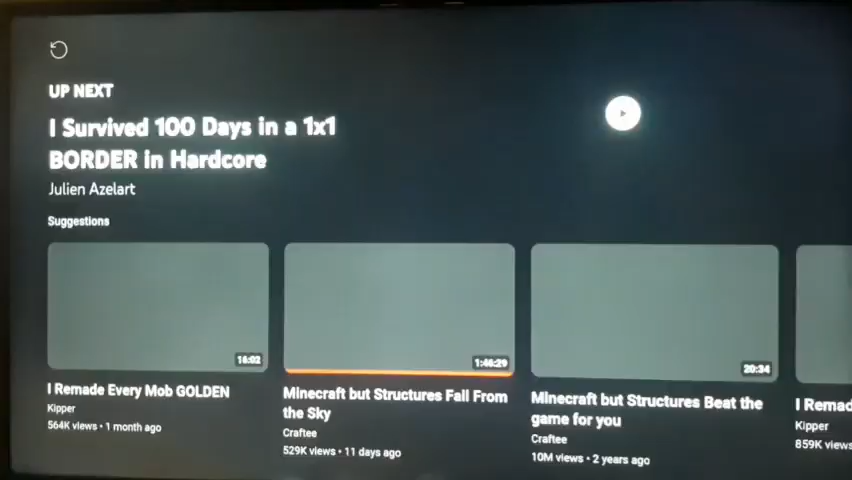 UP NEXT
I Survived 100 Days in a 1x1
BORDER in Hardcore
Julien Azelart
Suggestions
16:02
1:46:29
20:34
I Remade Every Mob GOLDEN
Kipper
564K views • 1 month ago
Minecraft but Structures Fall From
the Sky
Craftee
529K views • 11 days ago
Minecraft but Structures Beat the
game for you
Craftee
10M views • 2 years ago
I Remad
Kipper
859K views